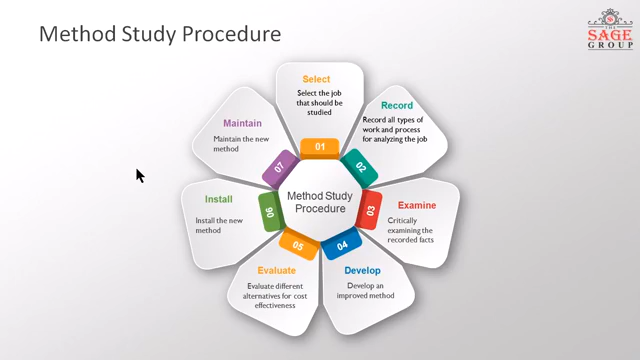 Method Study Procedure
THE
SAGE
GROUP
Select
Select the job
that should be
studied
01
Record
Record all types of
work and process
for analyzing the job
02
Examine
Critically
examining the
recorded facts
03
Develop
Develop an
improved method
04
Evaluate
Evaluate different
alternatives for cost
effectiveness
05
Install
Install the new
method
06
Maintain
Maintain the new
method
07
Method Study
Procedure